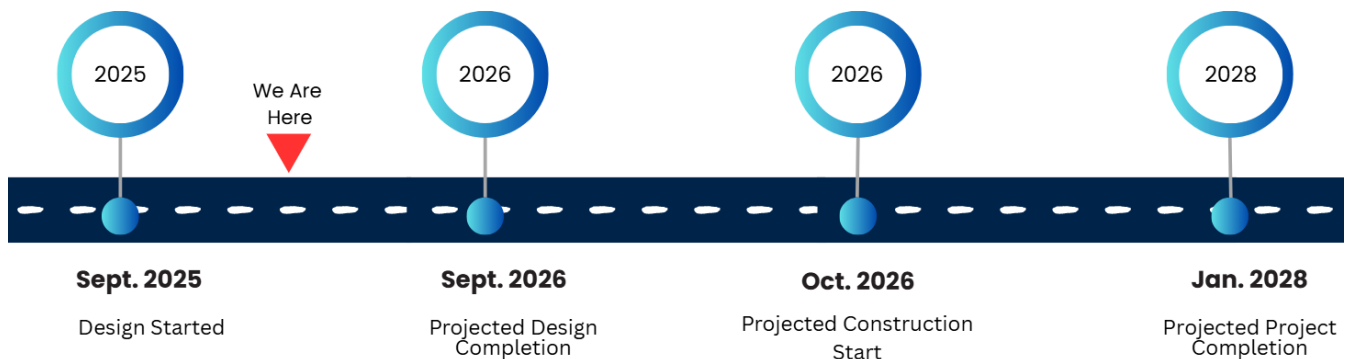 2025
We Are
Here
2026
2026
2028
Sept. 2025
Design Started
Sept. 2026
Projected Design
Completion
Oct. 2026
Projected Construction
Start
Jan. 2028
Projected Project
Completion